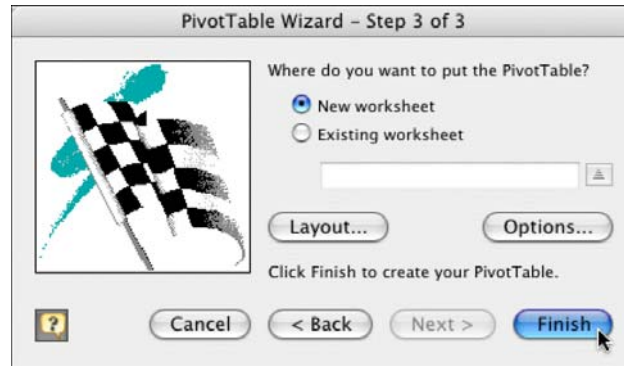 PivotTable Wizard – Step 3 of 3
Where do you want to put the PivotTable?
New worksheet
Existing worksheet
Layout...
Options...
Click Finish to create your PivotTable.
?
Cancel
< Back
Next >
Finish